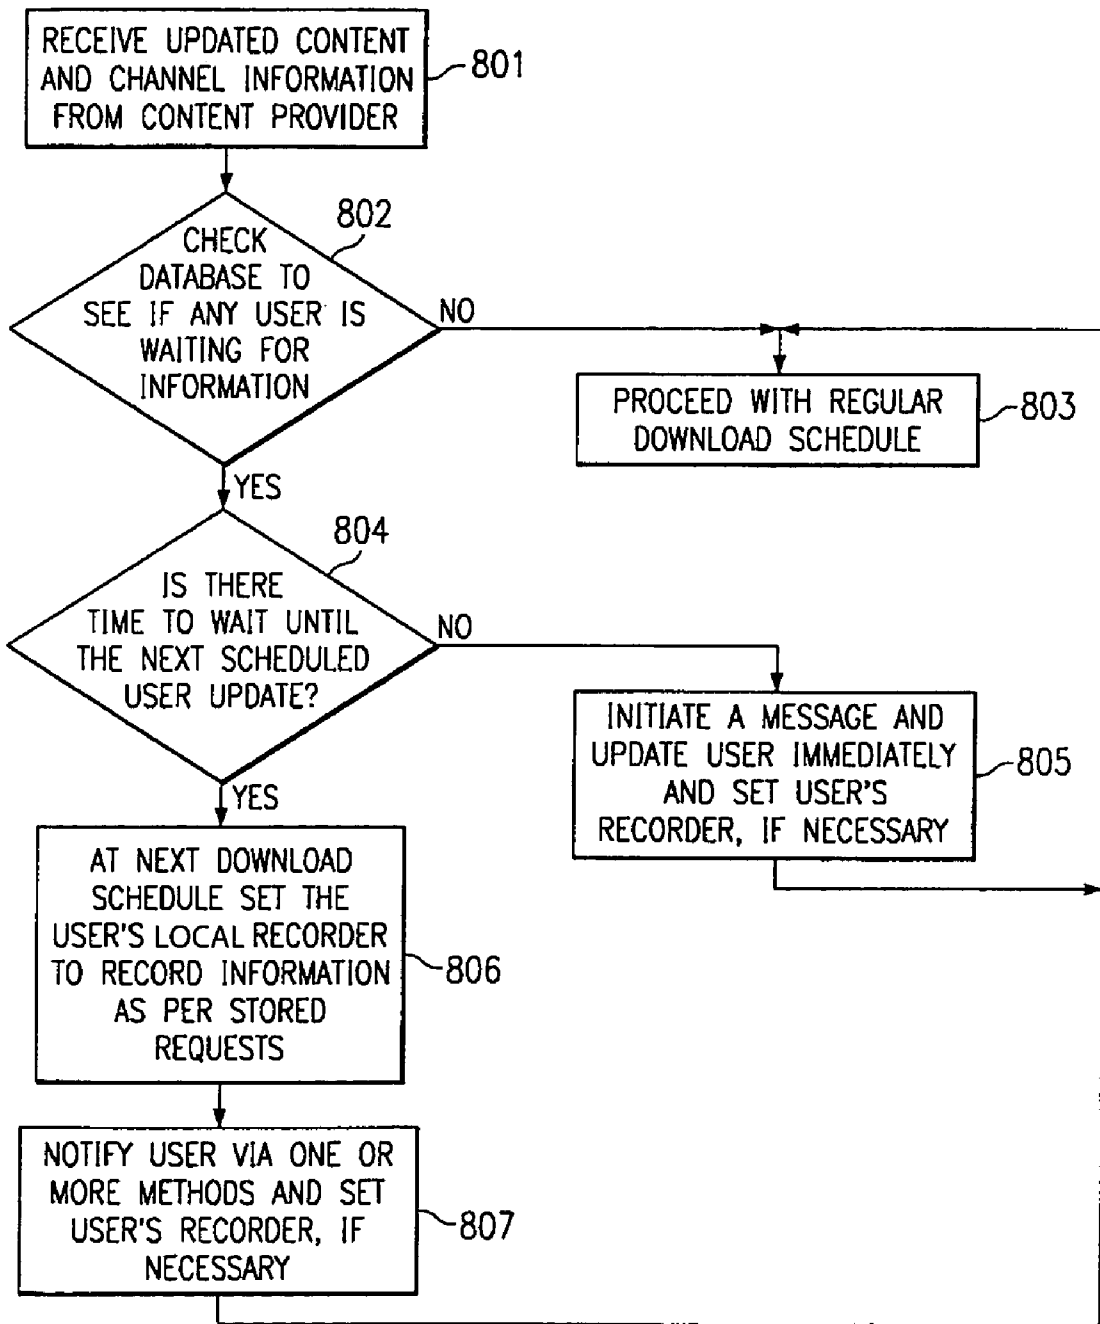 RECEIVE UPDATED CONTENT
AND CHANNEL INFORMATION
FROM CONTENT PROVIDER
801
802
CHECK
DATABASE TO
SEE IF ANY USER IS
WAITING FOR
INFORMATION
NO
PROCEED WITH REGULAR
DOWNLOAD SCHEDULE
803
YES
804
IS THERE
TIME TO WAIT UNTIL
THE NEXT SCHEDULED
USER UPDATE?
NO
INITIATE A MESSAGE AND
UPDATE USER IMMEDIATELY
AND SET USER'S
RECORDER, IF NECESSARY
805
YES
AT NEXT DOWNLOAD
SCHEDULE SET THE
USER'S LOCAL RECORDER
TO RECORD INFORMATION
AS PER STORED
REQUESTS
806
NOTIFY USER VIA ONE OR
MORE METHODS AND SET
USER'S RECORDER, IF
NECESSARY
807